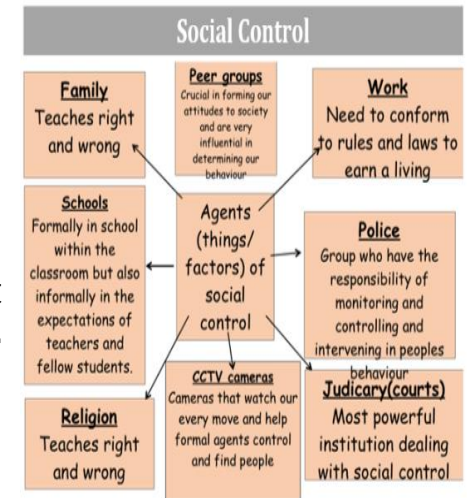 Social Control
Family
Teaches right
and wrong
Peer groups
Crucial in forming our
attitudes to society
and are very
influential in
determining our
behaviour
Work
Need to conform
to rules and laws to
earn a living
Schools
Formally in school
within the
classroom but also
informally in the
expectations of
teachers and
fellow students.
Agents
(things/
factors) of
social
control
Police
Group who have the
responsibility of
monitoring and
controlling and
intervening in peoples
behaviour
Religion
Teaches right
and wrong
CCTV cameras
Cameras that watch our
every move and help
formal agents control
and find people
Judicary(courts)
Most powerful
institution dealing
with social control